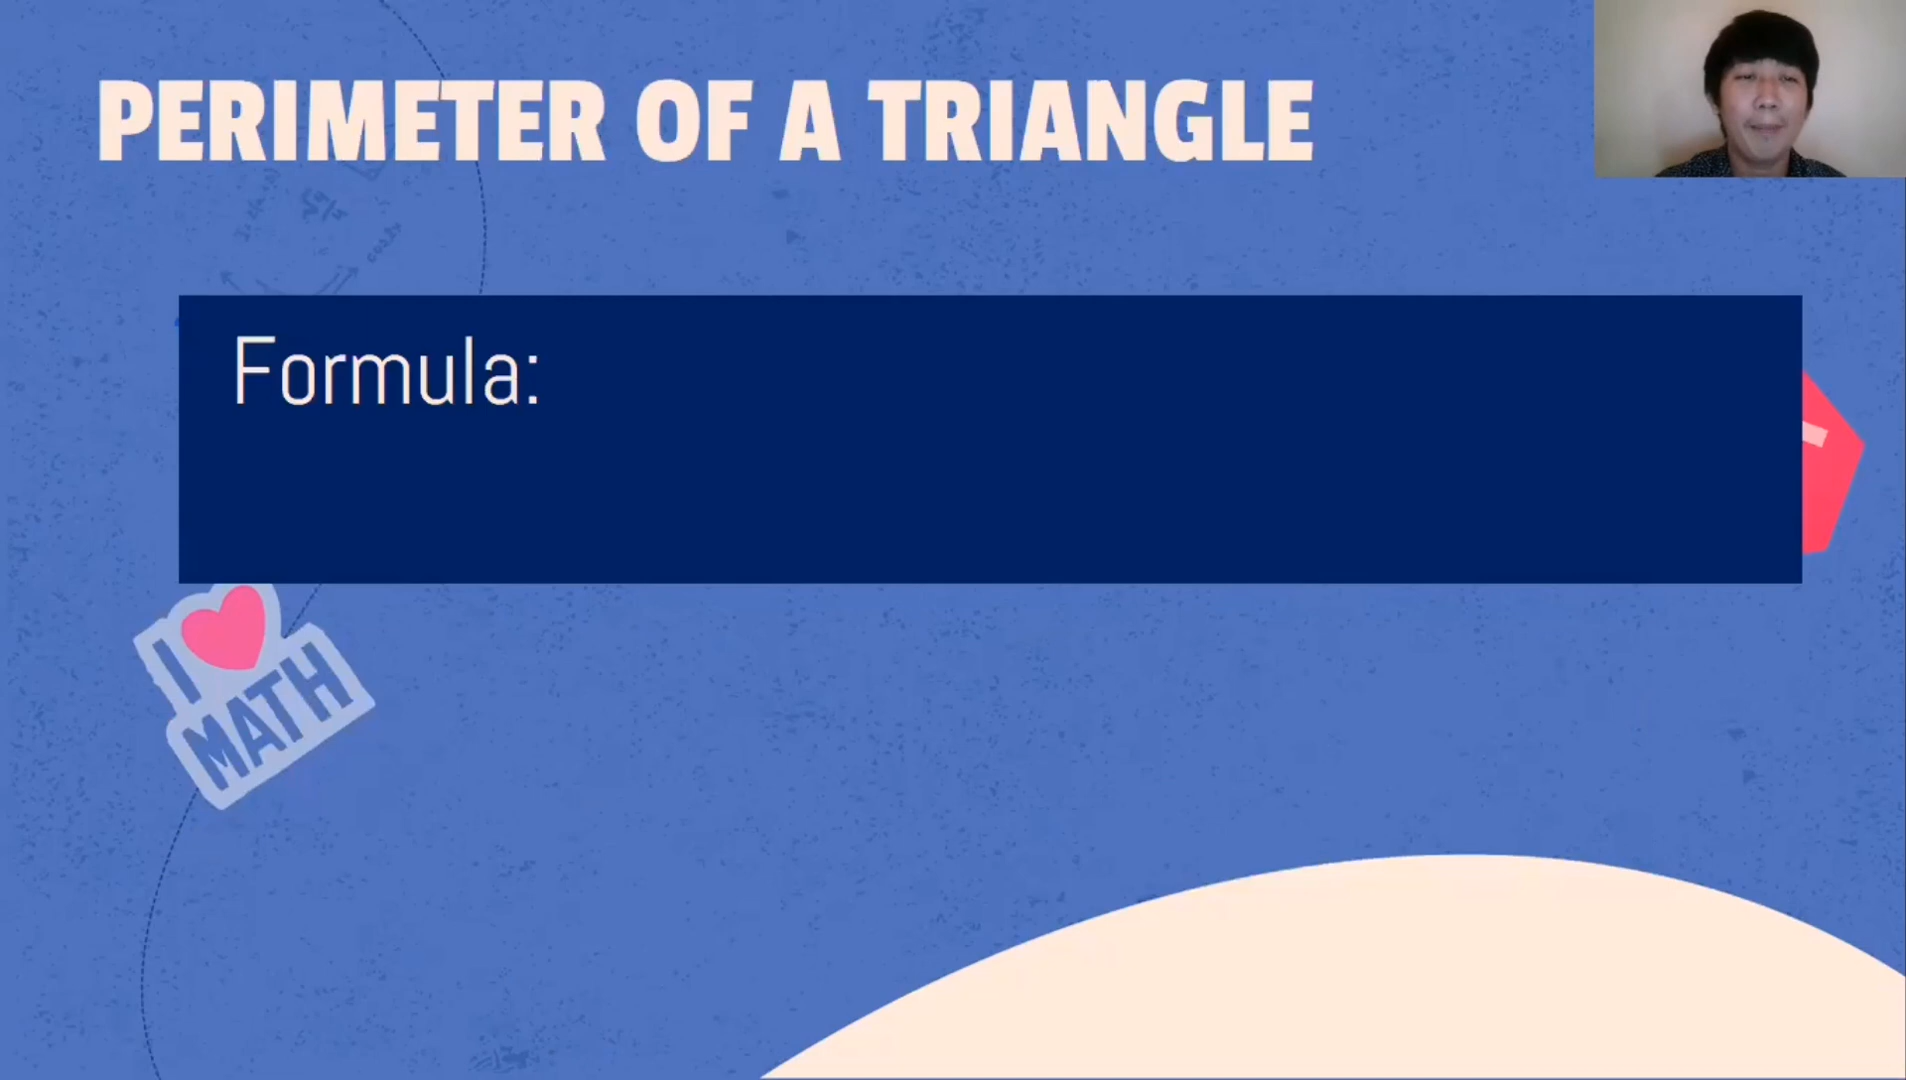 PERIMETER OF A TRIANGLE
Formula:
I
MATH